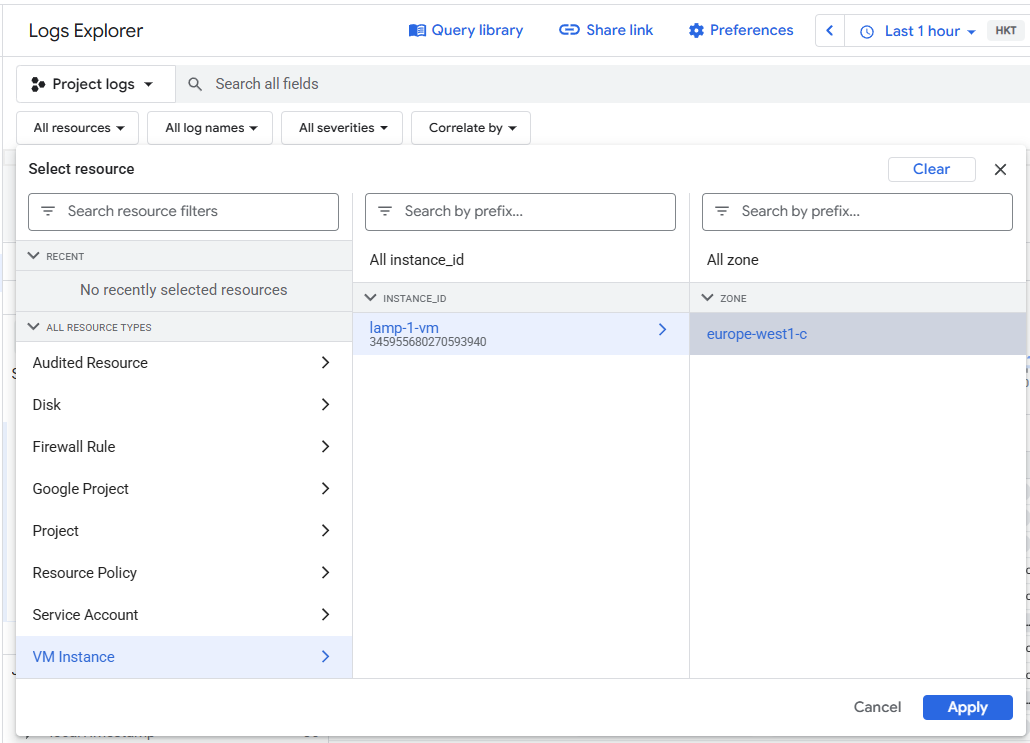 Logs Explorer
Query library
Share link
Preferences
Last 1 hour
HKT
Project logs
Search all fields
All resources
All log names
All severities
Correlate by
Select resource
Clear
Search resource filters
Search by prefix...
Search by prefix...
RECENT
No recently selected resources
All instance_id
All zone
ALL RESOURCE TYPES
INSTANCE_ID
ZONE
lamp-1-vm
345955680270593940
europe-west1-c
Audited Resource
Disk
Firewall Rule
Google Project
Project
Resource Policy
Service Account
VM Instance
Cancel
Apply